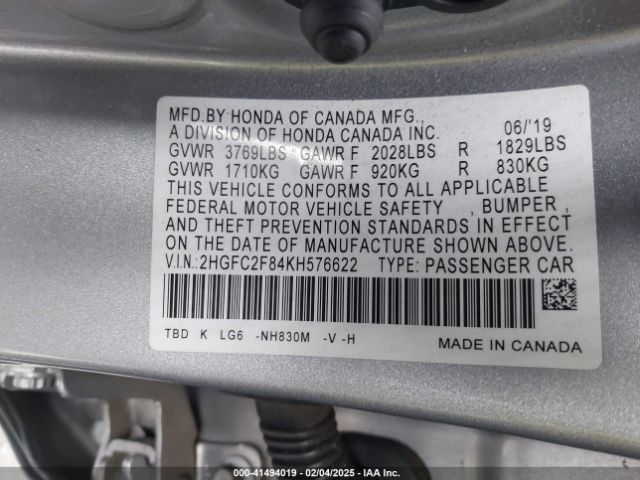 MFD.BY HONDA OF CANADA MFG.,
A DIVISION OF HONDA CANADA INC. 06/'19
GVWR 3769LBS GAWR F 2028LBS R 1829LBS
GVWR 1710KG GAWR F 920KG R 830KG
THIS VEHICLE CONFORMS TO ALL APPLICABLE
FEDERAL MOTOR VEHICLE SAFETY , BUMPER ,
AND THEFT PREVENTION STANDARDS IN EFFECT
ON THE DATE OF MANUFACTURE SHOWN ABOVE.
V.I.N.:2HGFC2F84KH576622 TYPE: PASSENGER CAR
TBD K LG6 -NH830M -V -H
MADE IN CANADA
000-41494019 - 02/04/2025 - IAA Inc.